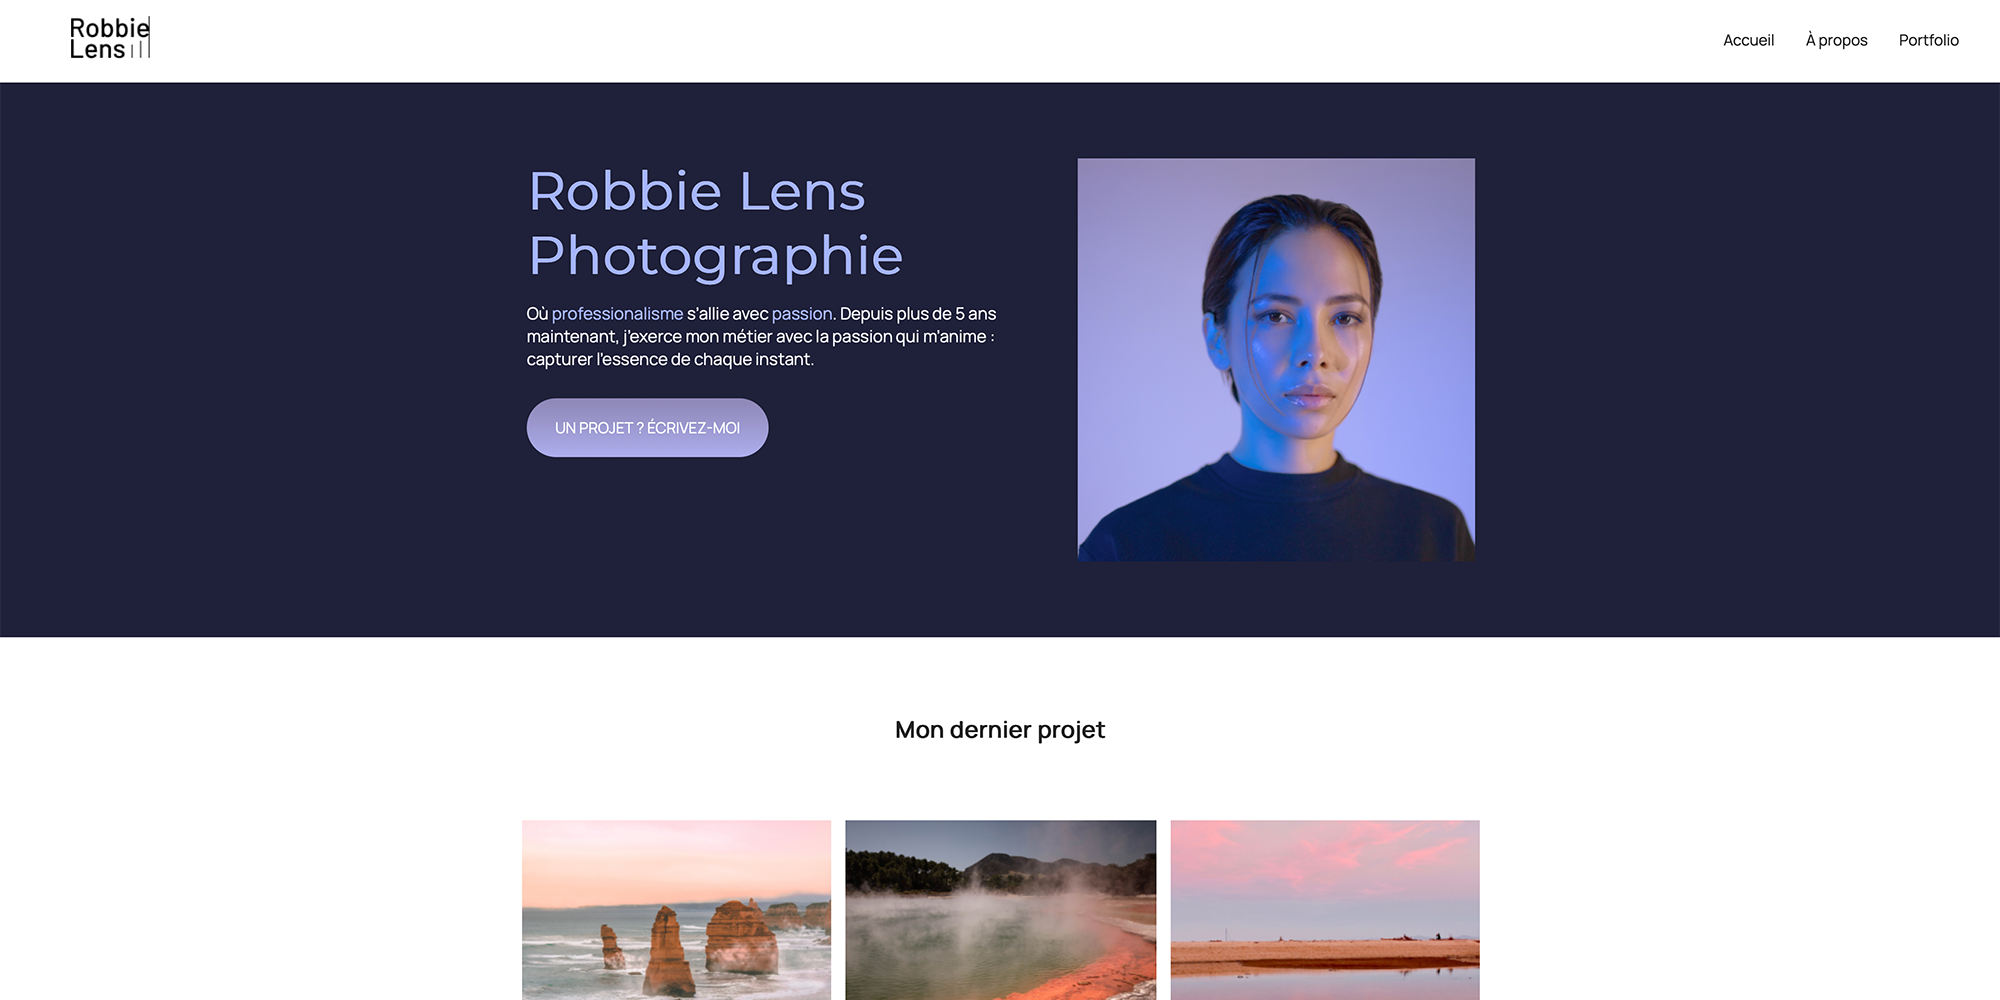 Robbie
Lens
Accueil
À propos
Portfolio
Robbie Lens
Photographie
Où professionalisme s'allie avec passion. Depuis plus de 5 ans
maintenant, j'exerce mon métier avec la passion qui m'anime :
capturer l'essence de chaque instant.
UN PROJET ? ÉCRIVEZ-MOI
Mon dernier projet